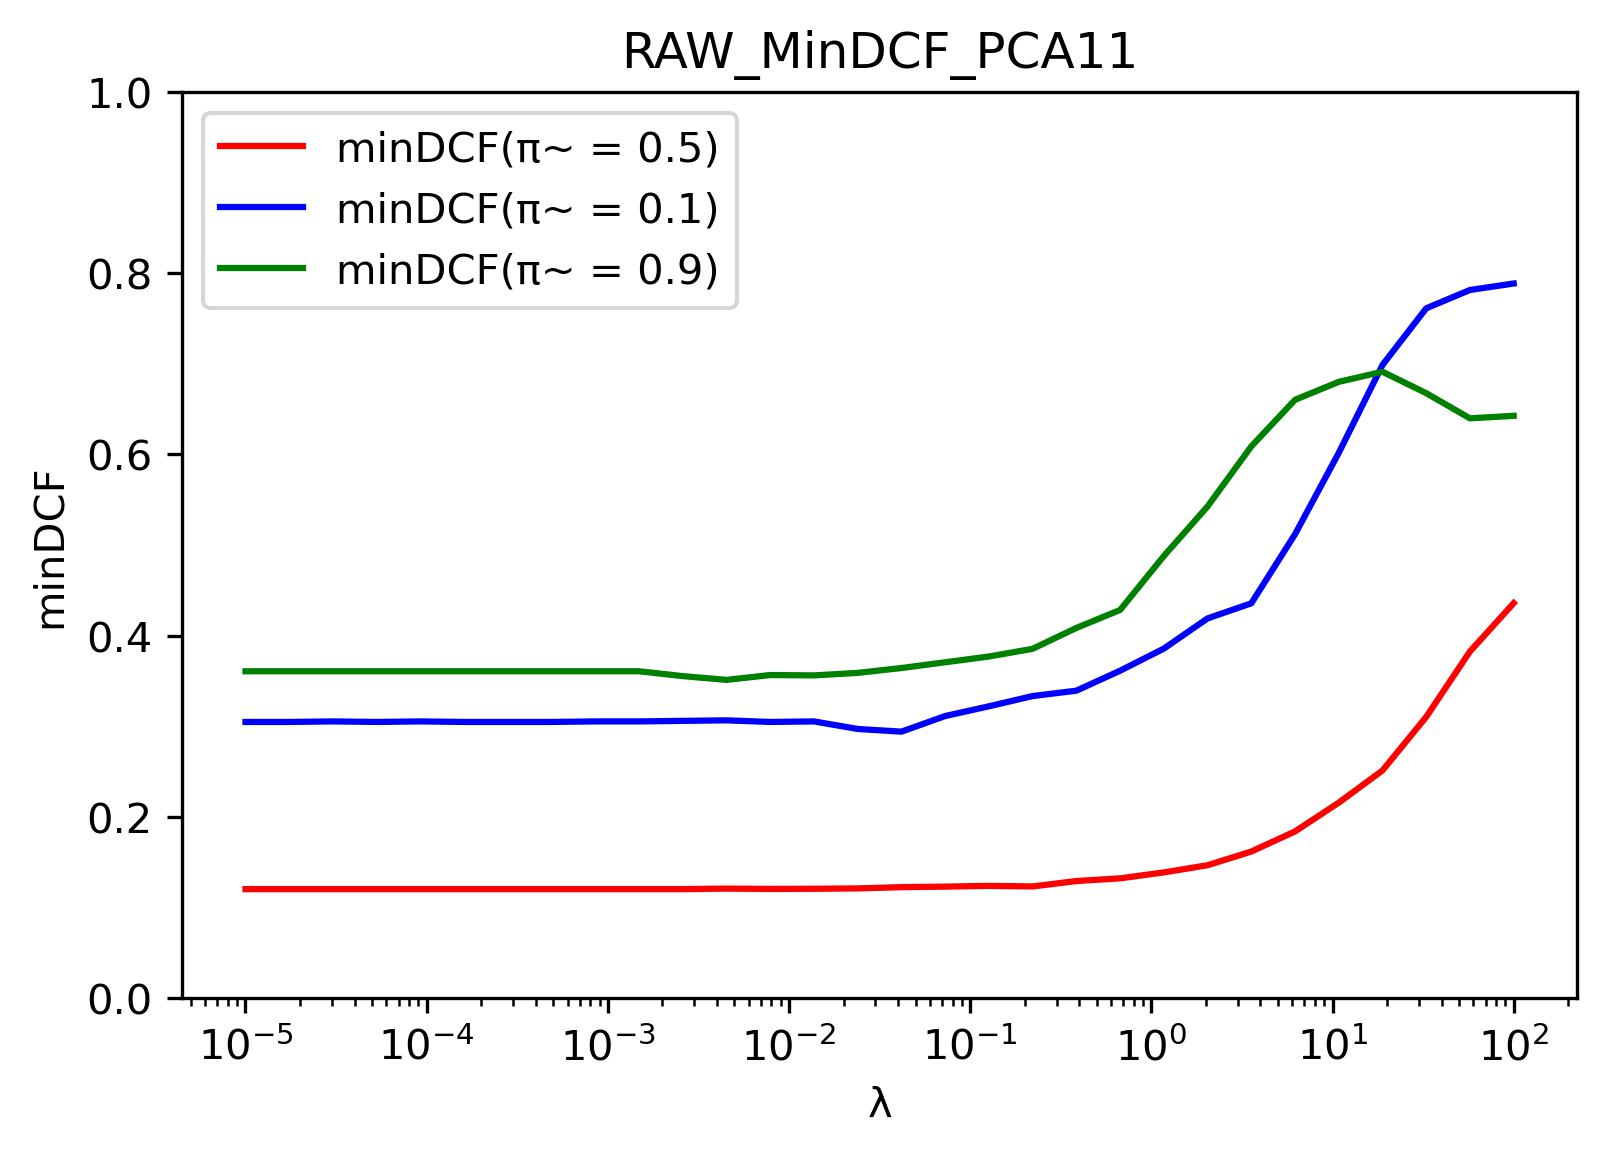 RAW_MinDCF_PCA11
1.0
0.8
0.6
0.4
0.2
0.0
minDCF
minDCF(π~ = 0.5)
minDCF(π~ = 0.1)
minDCF(π~ = 0.9)
10⁻⁵ 10⁻⁴ 10⁻³ 10⁻² 10⁻¹ 10⁰ 10¹ 10²
λ